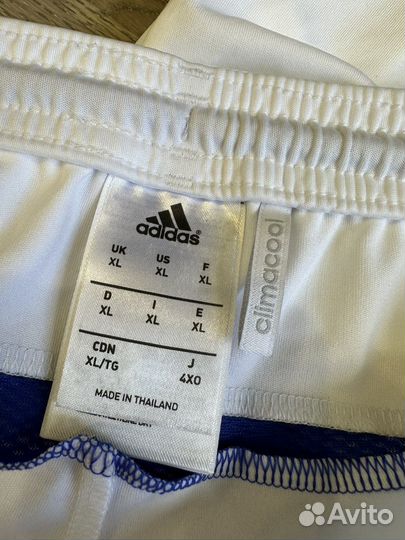 adidas®
UK US F
XL XL XL
D I E
XL XL XL
CDN J
XL/TG 4XO
MADE IN THAILAND
climacool
Avito